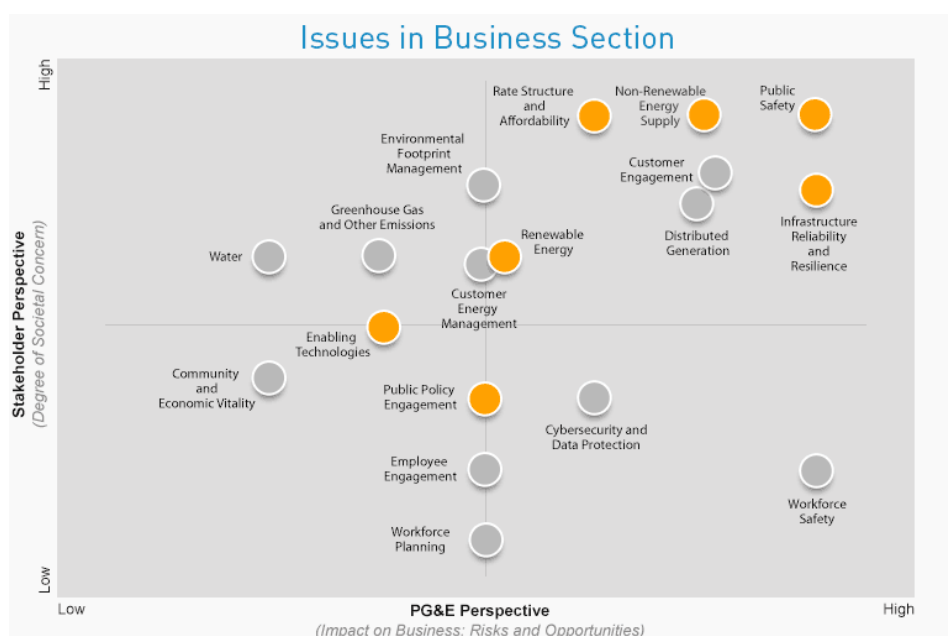 Issues in Business Section
High
Rate Structure
and
Affordability
Non-Renewable
Energy
Supply
Public
Safety
Environmental
Footprint
Management
Customer
Engagement
Greenhouse Gas
and Other Emissions
Infrastructure
Reliability
and
Resilience
Distributed
Generation
Water
Renewable
Energy
Customer
Energy
Management
Stakeholder Perspective
(Degree of Societal Concern)
Enabling
Technologies
Community
and
Economic Vitality
Public Policy
Engagement
Cybersecurity and
Data Protection
Employee
Engagement
Workforce
Safety
Workforce
Planning
Low
Low
PG&E Perspective
High
(Impact on Business: Risks and Opportunities)